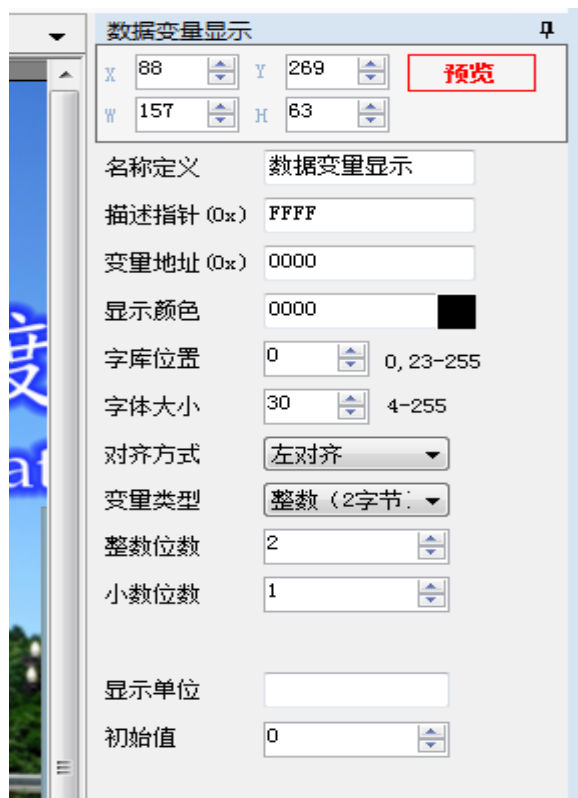 数据变量显示
X 88 Y 269 预览
W 157 H 63
名称定义 数据变量显示
描述指针(0x) FFFF
变量地址(0x) 0000
显示颜色 0000
字库位置 0 0,23-255
字体大小 30 4-255
对齐方式 左对齐
变量类型 整数（2字节
整数位数 2
小数位数 1
显示单位
初始值 0
度
at